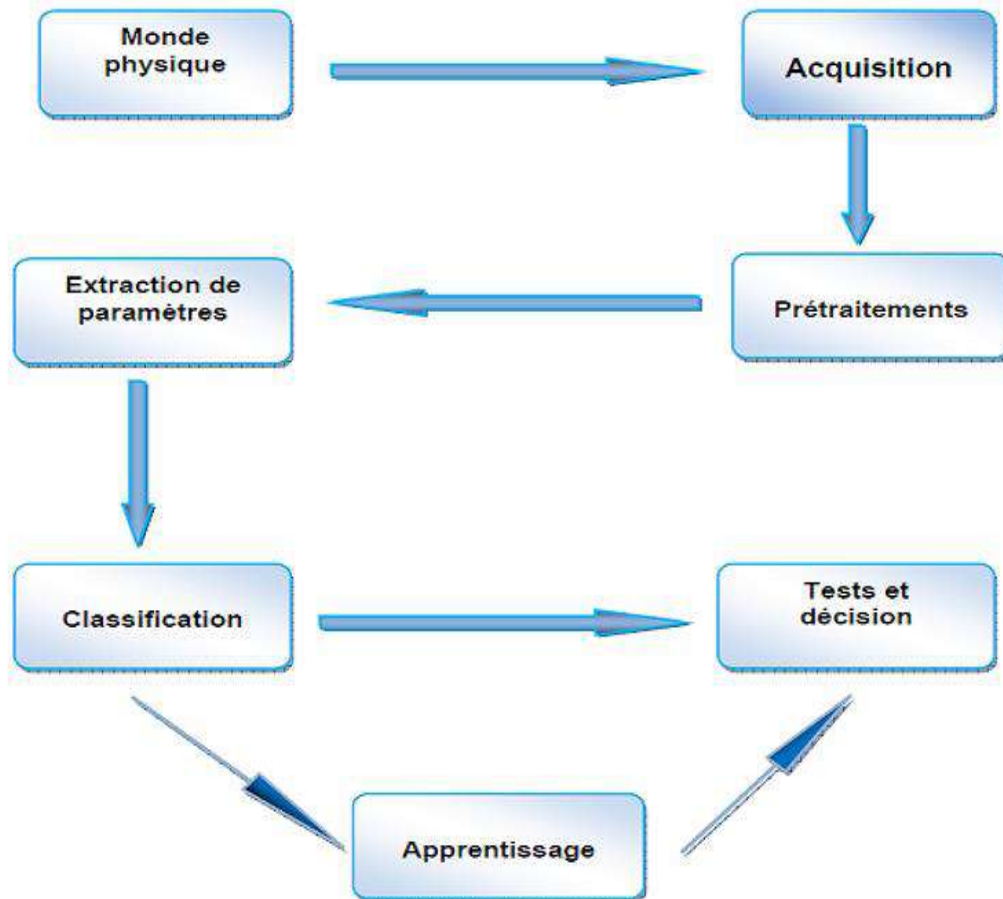 Monde
physique
Acquisition
Extraction de
paramètres
Prétraitements
Classification
Tests et
décision
Apprentissage